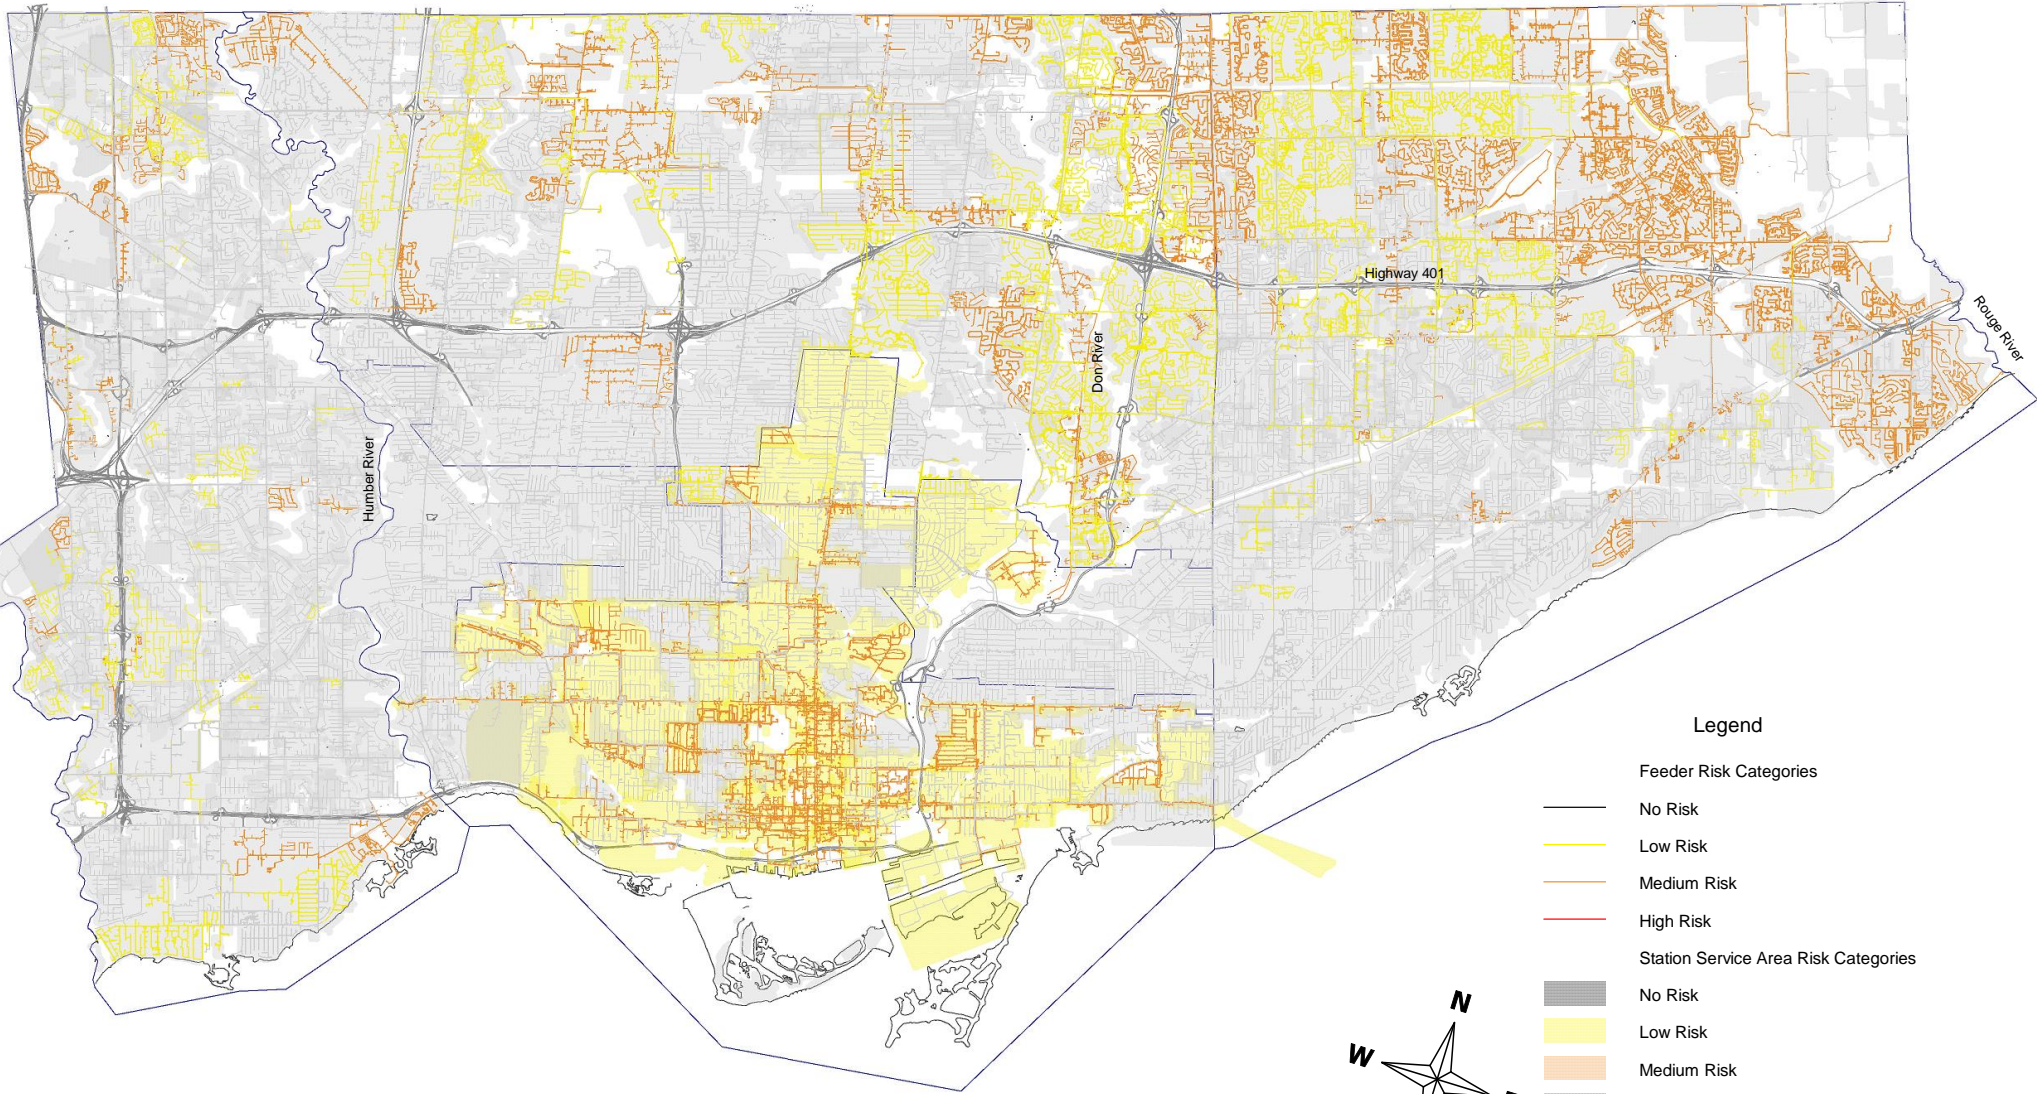 Highway 401
Rouge River
Don River
Humber River
Legend
Feeder Risk Categories
No Risk
Low Risk
Medium Risk
High Risk
Station Service Area Risk Categories
No Risk
Low Risk
Medium Risk
N
W